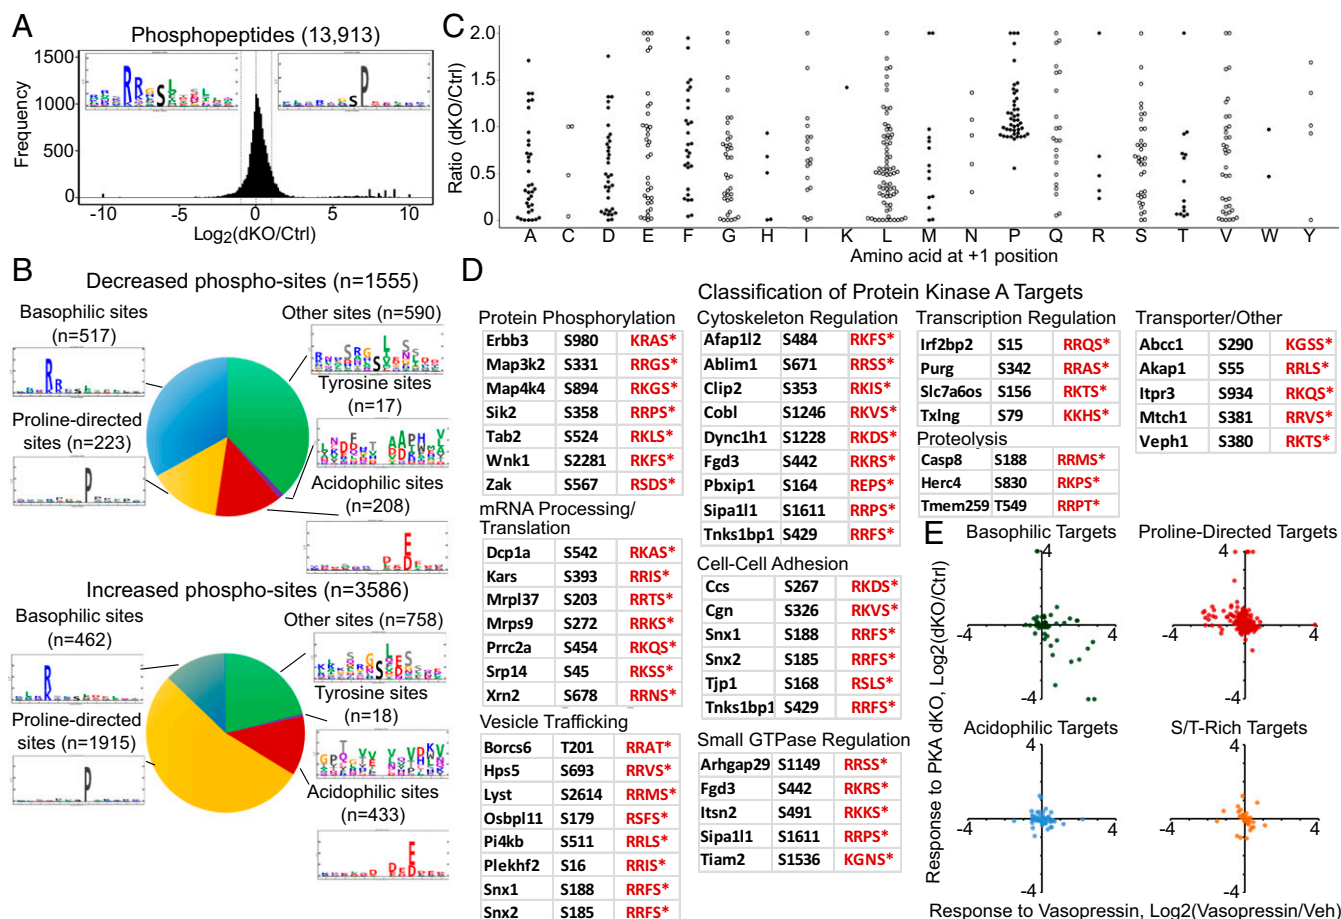 A
Phosphopeptides (13,913)
Frequency
1500
1000
500
0
-10
-5
0
5
10
Log2(dKO/Ctrl)
B
Decreased phospho-sites (n=1555)
Basophilic sites
(n=517)
Other sites (n=590)
Tyrosine sites
(n=17)
Proline-directed
sites (n=223)
Acidophilic sites
(n=208)
Increased phospho-sites (n=3586)
Basophilic sites
(n=462)
Other sites (n=758)
Tyrosine sites
(n=18)
Proline-directed
sites (n=1915)
Acidophilic sites
(n=433)
C
Ratio (dKO/Ctrl)
2.0
1.0
0.5
0
A C D E F G H I K L M N P Q R S T V W Y
Amino acid at +1 position
D
Classification of Protein Kinase A Targets
Protein Phosphorylation
Erbb3 S980 KRAS*
Map3k2 S331 RRGS*
Map4k4 S894 RKGS*
Sik2 S358 RRPS*
Tab2 S524 RKLS*
Wnk1 S2281 RKFS*
Zak S567 RSDS*
mRNA Processing/
Translation
Dcp1a S542 RKAS*
Kars S393 RRIS*
Mrpl37 S203 RRTS*
Mrps9 S272 RRKS*
Prrc2a S454 RKQS*
Srp14 S45 RKSS*
Xrn2 S678 RRNS*
Vesicle Trafficking
Borcs6 T201 RRAT*
Hps5 S693 RRVS*
Lyst S2614 RRMS*
Osbpl11 S179 RSFS*
Pi4kb S511 RRLS*
Plekhf2 S16 RRIS*
Snx1 S188 RRFS*
Snx2 S185 RRFS*
Cytoskeleton Regulation
Afap1l2 S484 RKFS*
Ablim1 S671 RRSS*
Clip2 S353 RKIS*
Cobl S1246 RKVS*
Dync1h1 S1228 RKDS*
Fgd3 S442 RKRS*
Pbxip1 S164 REPS*
Sipa1l1 S1611 RRPS*
Tnks1bp1 S429 RRFS*
Cell-Cell Adhesion
Ccs S267 RKDS*
Cgn S326 RKVS*
Snx1 S188 RRFS*
Snx2 S185 RRFS*
Tjp1 S168 RSLS*
Tnks1bp1 S429 RRFS*
Small GTPase Regulation
Arhgap29 S1149 RRSS*
Fgd3 S442 RKRS*
Itsn2 S491 RKKS*
Sipa1l1 S1611 RRPS*
Tiam2 S1536 KGNS*
Transcription Regulation
Irf2bp2 S15 RRQS*
Purg S342 RRAS*
Slc7a6os S156 RKTS*
Txlng S79 KKHS*
Proteolysis
Casp8 S188 RRMS*
Herc4 S830 RKPS*
Tmem259 T549 RRPT*
Transporter/Other
Abcc1 S290 KGSS*
Akap1 S55 RRLS*
Itpr3 S934 RKQS*
Mtch1 S381 RRVS*
Veph1 S380 RKTS*
E
Basophilic Targets
4
-4
4
-4
Proline-Directed Targets
4
-4
4
-4
Acidophilic Targets
4
-4
4
-4
S/T-Rich Targets
4
-4
4
-4
Response to PKA dKO, Log2(dKO/Ctrl)
Response to Vasopressin, Log2(Vasopressin/Veh)